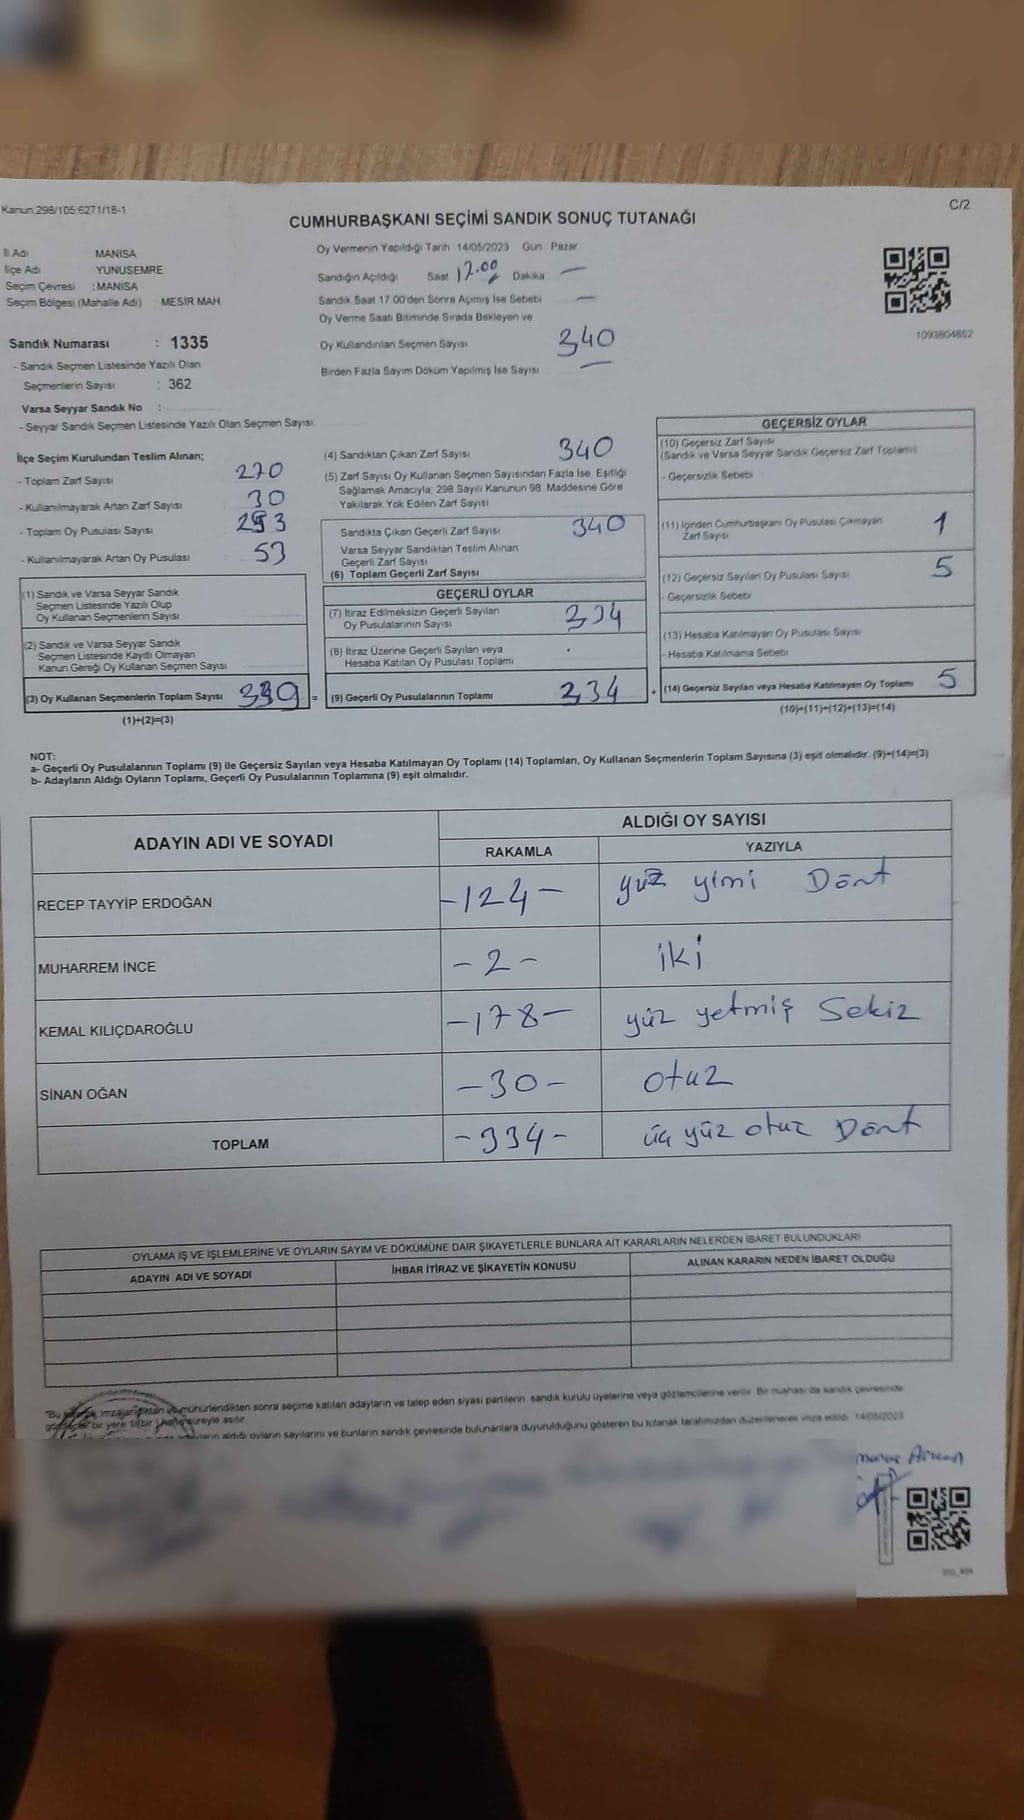 Kanun.298/105.6271/18-1
C/2
CUMHURBAŞKANI SEÇİMİ SANDIK SONUÇ TUTANAĞI
İl Adı : MANİSA
İlçe Adı YUNUSEMRE
Seçim Çevresi : MANİSA
Seçim Bölgesi (Mahalle Adı) : MESİR MAH.
Sandık Numarası : 1335
- Sandık Seçmen Listesinde Yazılı Olan
Seçmenlerin Sayısı : 362
Varsa Seyyar Sandık No :
- Seyyar Sandık Seçmen Listesinde Yazılı Olan Seçmen Sayısı:
Oy Vermenin Yapıldığı Tarih 14/05/2023 Gün Pazar
Sandığın Açıldığı Saat 17.00 Dakika —
Sandık Saat 17.00'den Sonra Açımış İse Sebebi —
Oy Verme Saati Bitiminde Sırada Bekleyen ve
Oy Kullandırılan Seçmen Sayısı 340
Birden Fazla Sayım Döküm Yapılmış İse Sayısı —
1093804852
İlçe Seçim Kurulundan Teslim Alınan;
- Toplam Zarf Sayısı 270
- Kullanılmayarak Artan Zarf Sayısı 30
- Toplam Oy Pusulası Sayısı
- Kullanılmayarak Artan Oy Pusulası 53
(1) Sandık ve Varsa Seyyar Sandık
Seçmen Listesinde Yazılı Olup
Oy Kullanan Seçmenlerin Sayısı
(2) Sandık ve Varsa Seyyar Sandık
Seçmen Listesinde Kayıtlı Olmayan
Kanun Gereği Oy Kullanan Seçmen Sayısı
(3) Oy Kullanan Seçmenlerin Toplam Sayısı 339 =
(1)+(2)=(3)
(4) Sandıktan Çıkan Zarf Sayısı 340
(5) Zarf Sayısı Oy Kullanan Seçmen Sayısından Fazla İse, Eşitliği
Sağlamak Amacıyla; 298 Sayılı Kanunun 98. Maddesine Göre
Yakılarak Yok Edilen Zarf Sayısı
Sandıkta Çıkan Geçerli Zarf Sayısı 340
Varsa Seyyar Sandıktan Teslim Alınan
Geçerli Zarf Sayısı
(6) Toplam Geçerli Zarf Sayısı
GEÇERLİ OYLAR
(7) İtiraz Edilmeksizin Geçerli Sayılan
Oy Pusulalarının Sayısı 334
(8) İtiraz Üzerine Geçerli Sayılan veya
Hesaba Katılan Oy Pusulası Toplamı
(9) Geçerli Oy Pusulalarının Toplamı 334 +
GEÇERSİZ OYLAR
(10) Geçersiz Zarf Sayısı
(Sandık ve Varsa Seyyar Sandık Geçersiz Zarf Toplamı)
- Geçersizlik Sebebi
(11) İçinden Cumhurbaşkanı Oy Pusulası Çıkmayan
Zarf Sayısı 1
(12) Geçersiz Sayılan Oy Pusulası Sayısı 5
- Geçersizlik Sebebi
(13) Hesaba Katılmayan Oy Pusulası Sayısı
- Hesaba Katılmama Sebebi
(14) Geçersiz Sayılan veya Hesaba Katılmayan Oy Toplamı 5
(10)+(11)+(12)+(13)=(14)
NOT:
a- Geçerli Oy Pusulalarının Toplamı (9) ile Geçersiz Sayılan veya Hesaba Katılmayan Oy Toplamı (14) Toplamları, Oy Kullanan Seçmenlerin Toplam Sayısına (3) eşit olmalıdır. (9)+(14)=(3)
b- Adayların Aldığı Oyların Toplamı, Geçerli Oy Pusulalarının Toplamına (9) eşit olmalıdır.
ADAYIN ADI VE SOYADI
ALDIĞI OY SAYISI
RAKAMLA YAZIYLA
RECEP TAYYİP ERDOĞAN -124- yüz yimi Dört
MUHARREM İNCE -2- iki
KEMAL KILIÇDAROĞLU -178- yüz yetmiş Sekiz
SİNAN OĞAN -30- otuz
TOPLAM -334- üç yüz otuz Dört
OYLAMA İŞ VE İŞLEMLERİNE VE OYLARIN SAYIM VE DÖKÜMÜNE DAİR ŞİKAYETLERLE BUNLARA AİT KARARLARIN NELERDEN İBARET BULUNDUKLARI
ADAYIN ADI VE SOYADI İHBAR İTİRAZ VE ŞİKAYETİN KONUSU ALINAN KARARIN NEDEN İBARET OLDUĞU
"Bu mühürlendikten sonra seçime katılan adayların ve talep eden siyasi partilerin sandık kurulu üyelerine veya gözlemcilerine verilir. Bir nüshası da sandık çevresinde
bir yere süreyle asılır.
aldığı oyların sayılarını ve bunların sandık çevresinde bulunanlara duyurulduğunu gösteren bu tutanak tarafımızdan düzenlenerek imza edildi. 14/05/2023